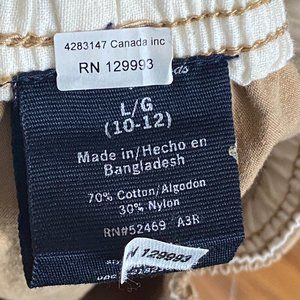 4283147 Canada inc
RN 129993
L/G
(10-12)
Made in/Hecho en
Bangladesh
70% Cotton/Algodon
30% Nylon
RN#52469 A3R
N 129993